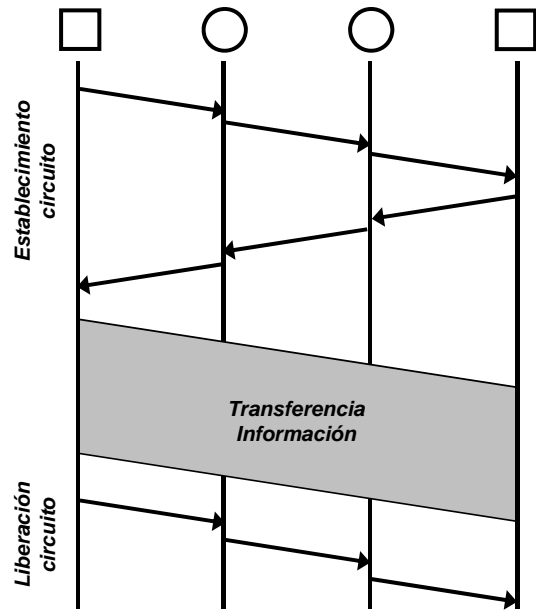 Establecimiento
circuito
Transferencia
Información
Liberación
circuito